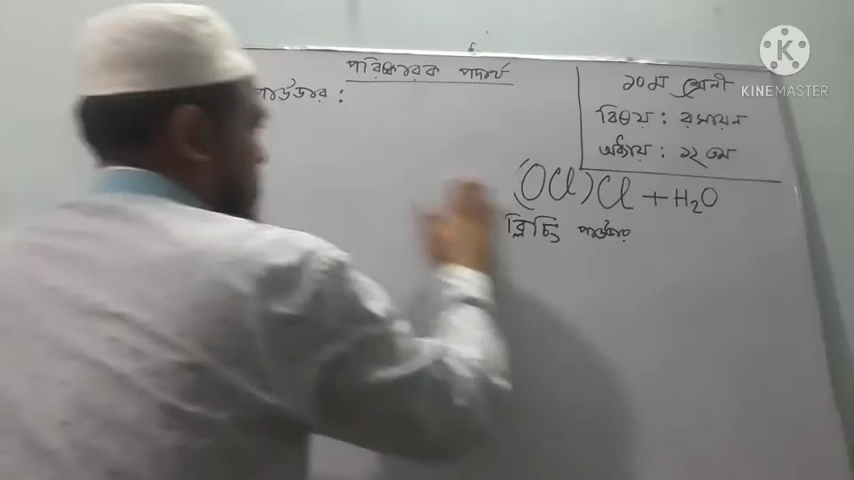 পরিষ্কারক পদার্থ
পাউডার :
১০ম শ্রেনী
বিষয় : রসায়ন
অধ্যায় : ১২তম
(OCl)Cl + H₂O
ব্লিচিং পাউডার
KINEMASTER